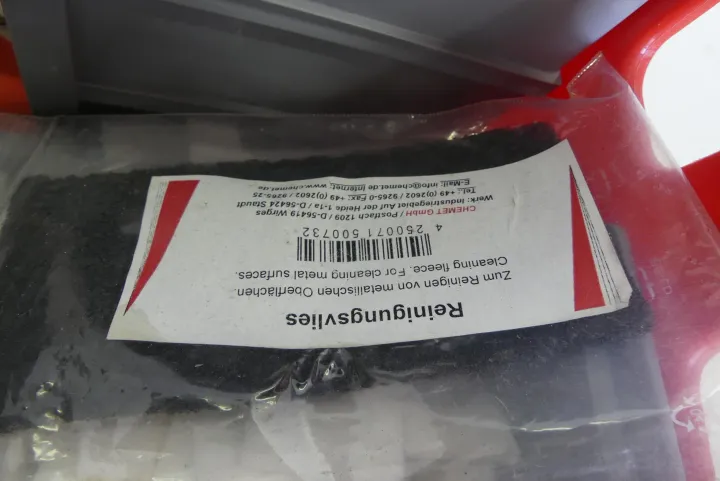 Reinigungsvlies
Zum Reinigen von metallischen Oberflächen.
Cleaning fleece. For cleaning metal surfaces.
4 250071 500732
CHEMET GmbH / Postfach 1209 / D-56419 Wirges
Werk: Industriegebiet Auf der Heide 1-1a / D-56424 Staudt
Tel.: +49 (0)2602 / 9265-0 Fax: +49 (0)2602 / 9265-25
E-Mail: info@chemet.de Internet: www.chemet.de